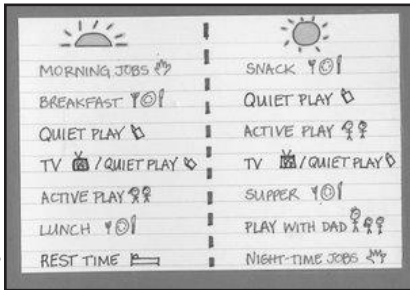 MORNING JOBS
BREAKFAST
QUIET PLAY
TV / QUIET PLAY
ACTIVE PLAY
LUNCH
REST TIME
SNACK
QUIET PLAY
ACTIVE PLAY
TV / QUIET PLAY
SUPPER
PLAY WITH DAD
NIGHT-TIME JOBS